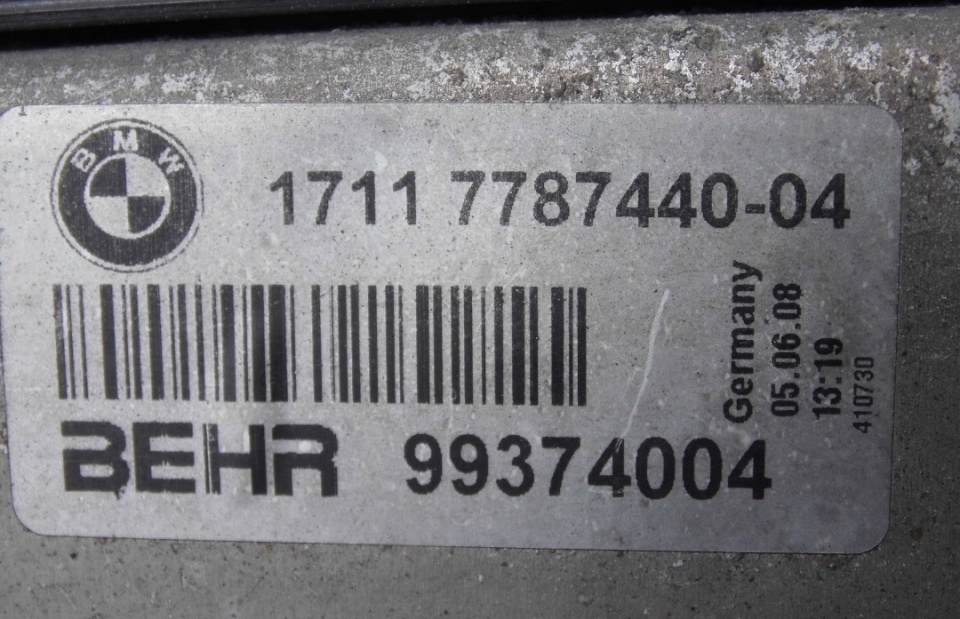 BMW
1711 7787440-04
Germany
05.06.08
13:19
410730
BEHR 99374004